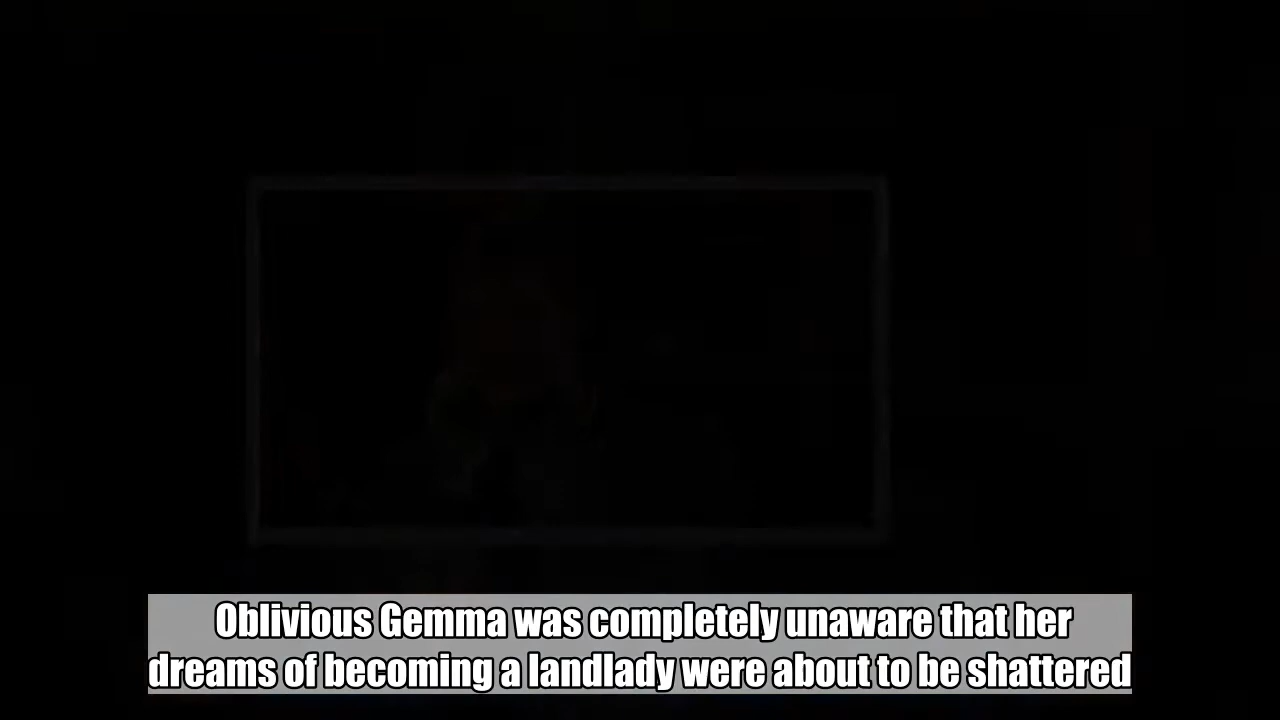 Oblivious Gemma was completely unaware that her
dreams of becoming a landlady were about to be shattered